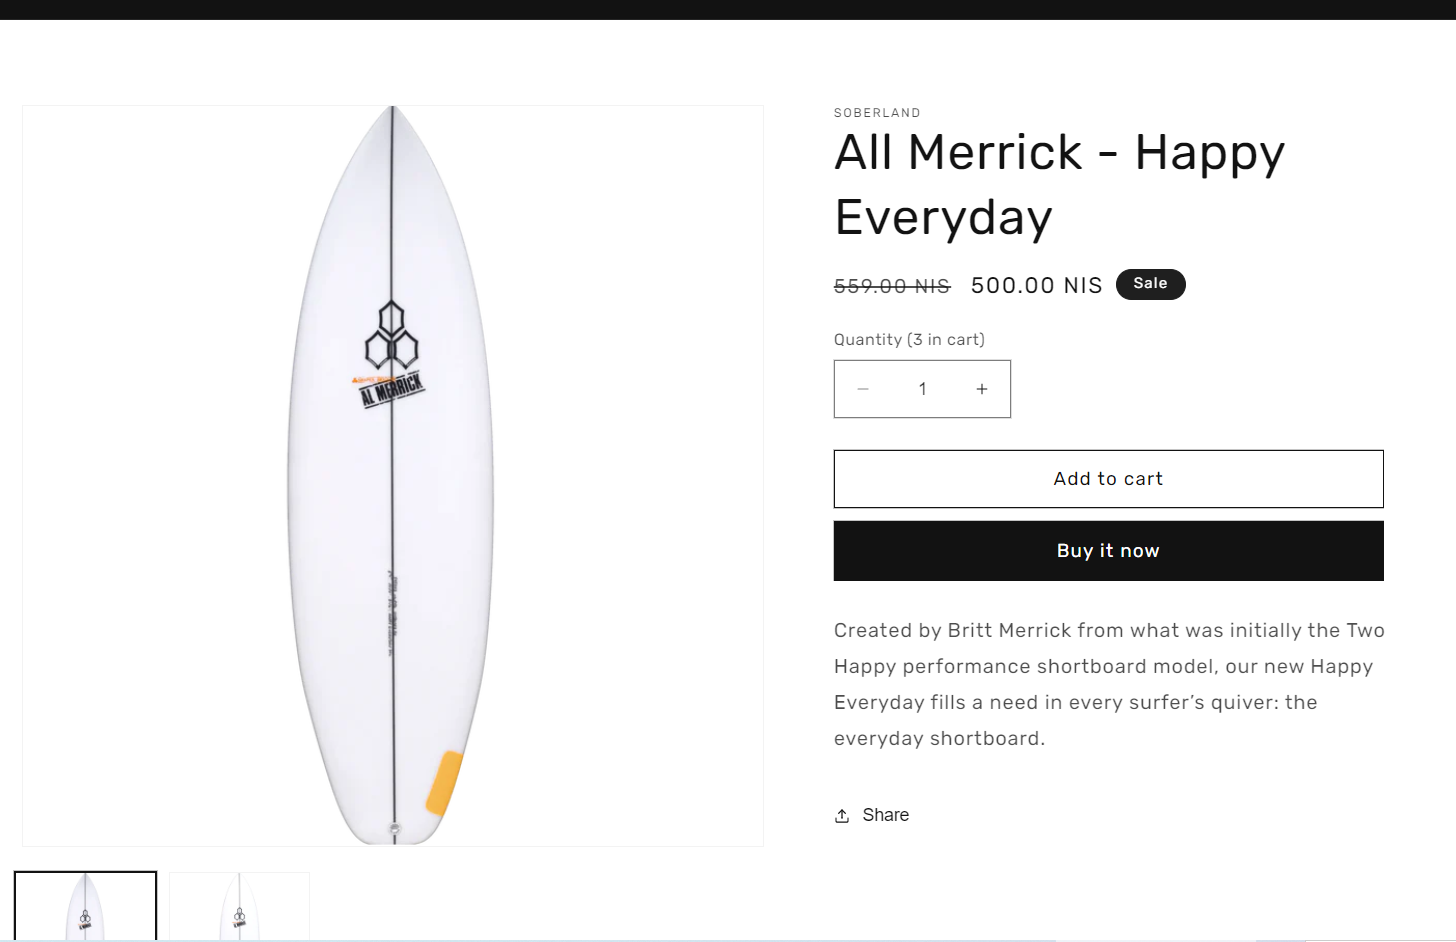 SOBERLAND
All Merrick - Happy
Everyday
559.00 NIS 500.00 NIS Sale
Quantity (3 in cart)
− 1 +
Add to cart
Buy it now
Created by Britt Merrick from what was initially the Two
Happy performance shortboard model, our new Happy
Everyday fills a need in every surfer’s quiver: the
everyday shortboard.
Share
AL MERRICK